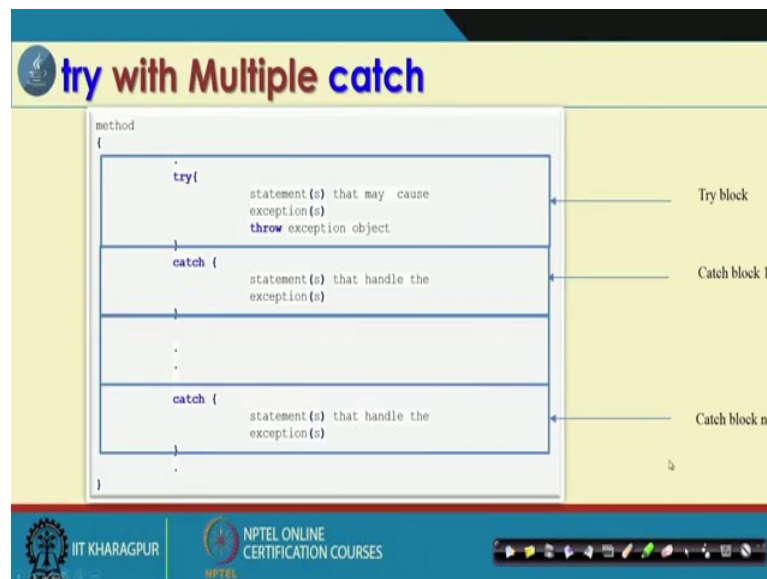 try with Multiple catch
method
{
.
try{
statement(s) that may cause
exception(s)
throw exception object
}
Try block
catch {
statement(s) that handle the
exception(s)
}
Catch block 1
.
.
catch {
statement(s) that handle the
exception(s)
}
Catch block n
.
}
IIT KHARAGPUR
NPTEL
NPTEL ONLINE
CERTIFICATION COURSES